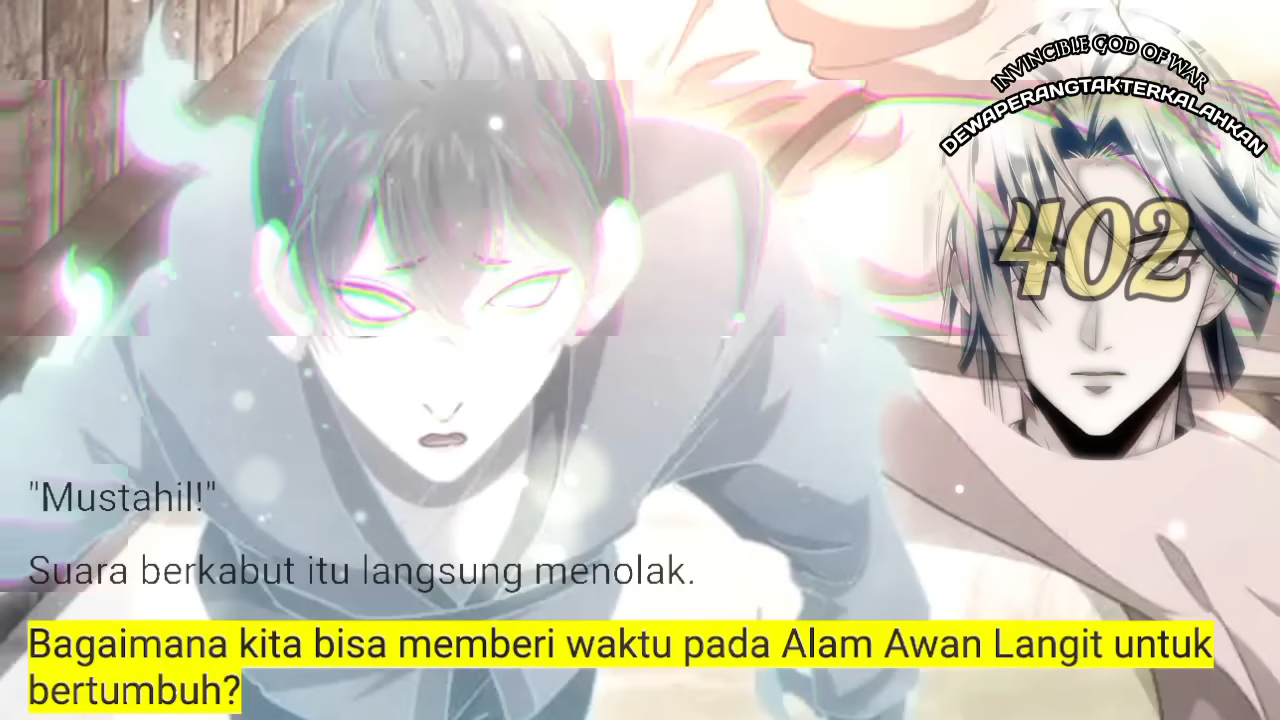 INVINCIBLE GOD OF WAR
DEWAPERANGTAKTERKALAHKAN
402
"Mustahil!"
Suara berkabut itu langsung menolak.
Bagaimana kita bisa memberi waktu pada Alam Awan Langit untuk
bertumbuh?